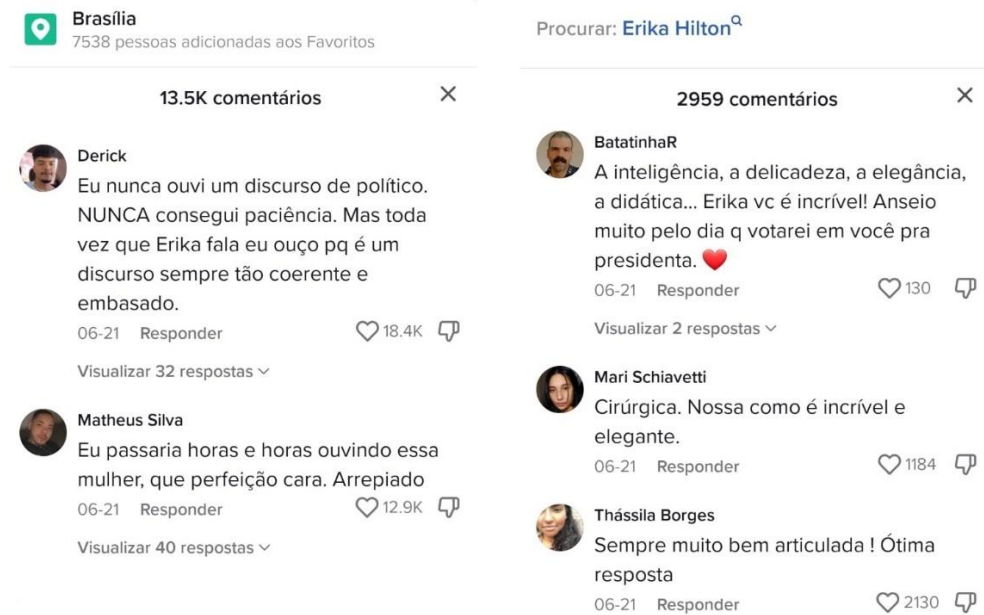 Brasília
7538 pessoas adicionadas aos Favoritos
13.5K comentários
Derick
Eu nunca ouvi um discurso de político.
NUNCA consegui paciência. Mas toda
vez que Erika fala eu ouço pq é um
discurso sempre tão coerente e
embasado.
06-21 Responder 18.4K
Visualizar 32 respostas
Matheus Silva
Eu passaria horas e horas ouvindo essa
mulher, que perfeição cara. Arrepiado
06-21 Responder 12.9K
Visualizar 40 respostas
Procurar: Erika Hilton
2959 comentários
BatatinhaR
A inteligência, a delicadeza, a elegância,
a didática... Erika vc é incrível! Anseio
muito pelo dia q votarei em você pra
presidenta. ❤️
06-21 Responder 130
Visualizar 2 respostas
Mari Schiavetti
Cirúrgica. Nossa como é incrível e
elegante.
06-21 Responder 1184
Thássila Borges
Sempre muito bem articulada ! Ótima
resposta
06-21 Responder 2130